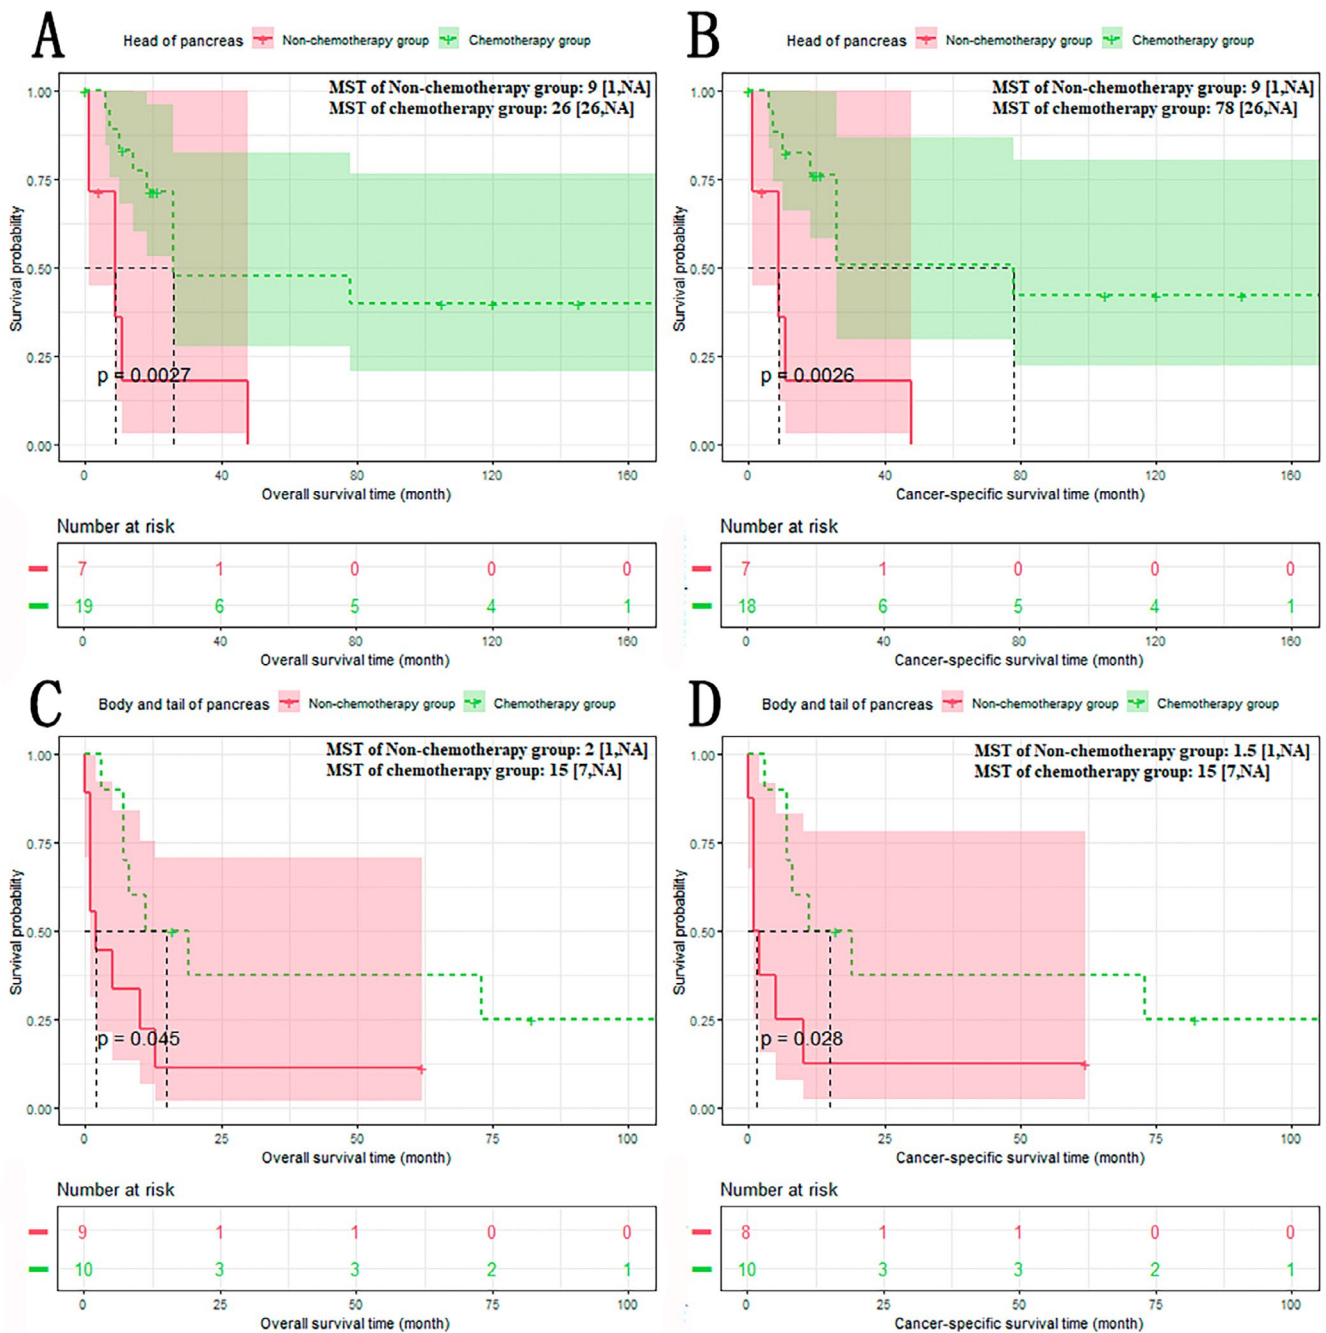 A
Head of pancreas Non-chemotherapy group Chemotherapy group
MST of Non-chemotherapy group: 9 [1,NA]
MST of chemotherapy group: 26 [26,NA]
Survival probability
1.00
0.75
0.50
0.25
0.00
p = 0.0027
0 40 80 120 160
Overall survival time (month)
Number at risk
7 1 0 0 0
19 6 5 4 1
0 40 80 120 160
Overall survival time (month)
B
Head of pancreas Non-chemotherapy group Chemotherapy group
MST of Non-chemotherapy group: 9 [1,NA]
MST of chemotherapy group: 78 [26,NA]
Survival probability
1.00
0.75
0.50
0.25
0.00
p = 0.0026
0 40 80 120 160
Cancer-specific survival time (month)
Number at risk
7 1 0 0 0
18 6 5 4 1
0 40 80 120 160
Cancer-specific survival time (month)
C
Body and tail of pancreas Non-chemotherapy group Chemotherapy group
MST of Non-chemotherapy group: 2 [1,NA]
MST of chemotherapy group: 15 [7,NA]
Survival probability
1.00
0.75
0.50
0.25
0.00
p = 0.045
0 25 50 75 100
Overall survival time (month)
Number at risk
9 1 1 0 0
10 3 3 2 1
0 25 50 75 100
Overall survival time (month)
D
Body and tail of pancreas Non-chemotherapy group Chemotherapy group
MST of Non-chemotherapy group: 1.5 [1,NA]
MST of chemotherapy group: 15 [7,NA]
Survival probability
1.00
0.75
0.50
0.25
0.00
p = 0.028
0 25 50 75 100
Cancer-specific survival time (month)
Number at risk
8 1 1 0 0
10 3 3 2 1
0 25 50 75 100
Cancer-specific survival time (month)